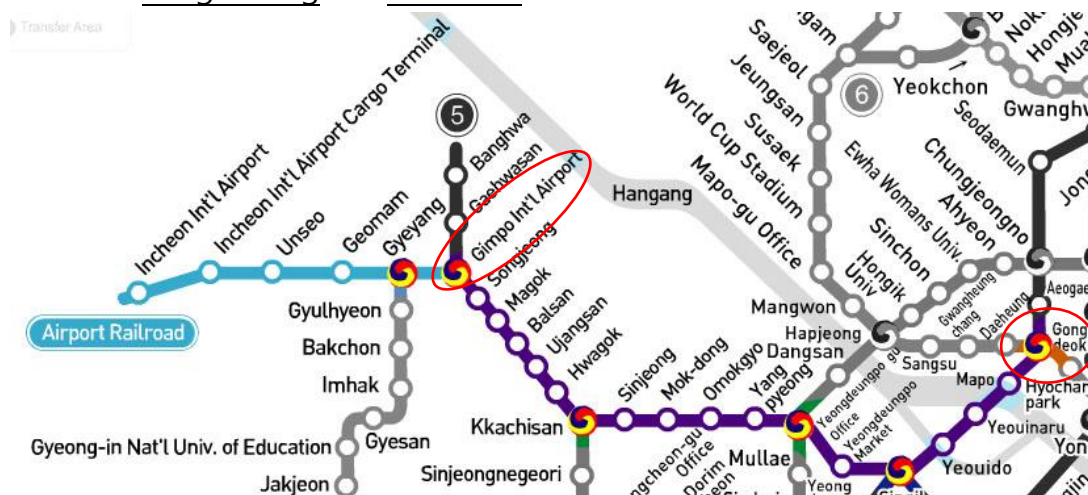 Transfer Area
Incheon Int'l Airport
Incheon Int'l Airport Cargo Terminal
Unseo
Geomam
Gyeyang
5
Banghwa
Gaehwasan
Gimpo Int'l Airport
Songjeong
Magok
Balsan
Ujangsan
Hwagok
Hangang
Airport Railroad
Gyulhyeon
Bakchon
Imhak
Gyesan
Gyeong-in Nat'l Univ. of Education
Jakjeon
Kkachisan
Sinjeongnegeori
Sinjeong
Mok-dong
Omokgyo
Yang
pyeong
Office
Mullae
Yeongdeungpo gu
Office
Yeongdeungpo
Market
Yeouido
Yeouinaru
Mapo
Saejeol
Jeungsan
Susaek
World Cup Stadium
Mapo-gu Office
Mangwon
6
Yeokchon
Hapjeong
Dangsan
Hongik
Univ
Sinchon
Ewha Womans Univ.
Ahyeon
Chungjeongno
Seodaemun
Sangsu
Gwangheung
chang
Daeheung
park